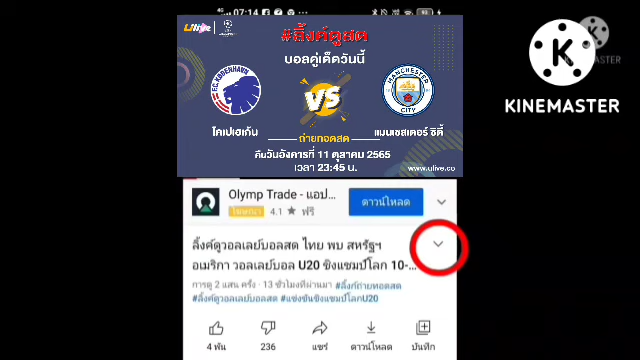 07:14
Ulive
#ลิ้งค์ดูสด
บอลคู่เด็ดวันนี้
F.C. KØBENHAVN
VS
MANCHESTER
CITY
โคเปเฮเก้น
แมนเชสเตอร์ ซิตี้
ถ่ายทอดสด
คืนวันอังคารที่ 11 ตุลาคม 2565
เวลา 23:45 น.
www.ulive.co
K
KINEMASTER
Olymp Trade - แอป...
โฆษณา 4.1 ★ ฟรี
ดาวน์โหลด
ลิ้งค์ดูวอลเลย์บอลสด ไทย พบ สหรัฐฯ
อเมริกา วอลเลย์บอล U20 ชิงแชมป์โลก 10-...
การดู 2 แสน ครั้ง · 13 ชั่วโมงที่ผ่านมา #ลิ้งค์ถ่ายทอดสด
#ลิ้งค์ดูวอลเลย์บอลสด #แข่งขันชิงแชมป์โลกU20
4 พัน
236
แชร์
ดาวน์โหลด
บันทึก